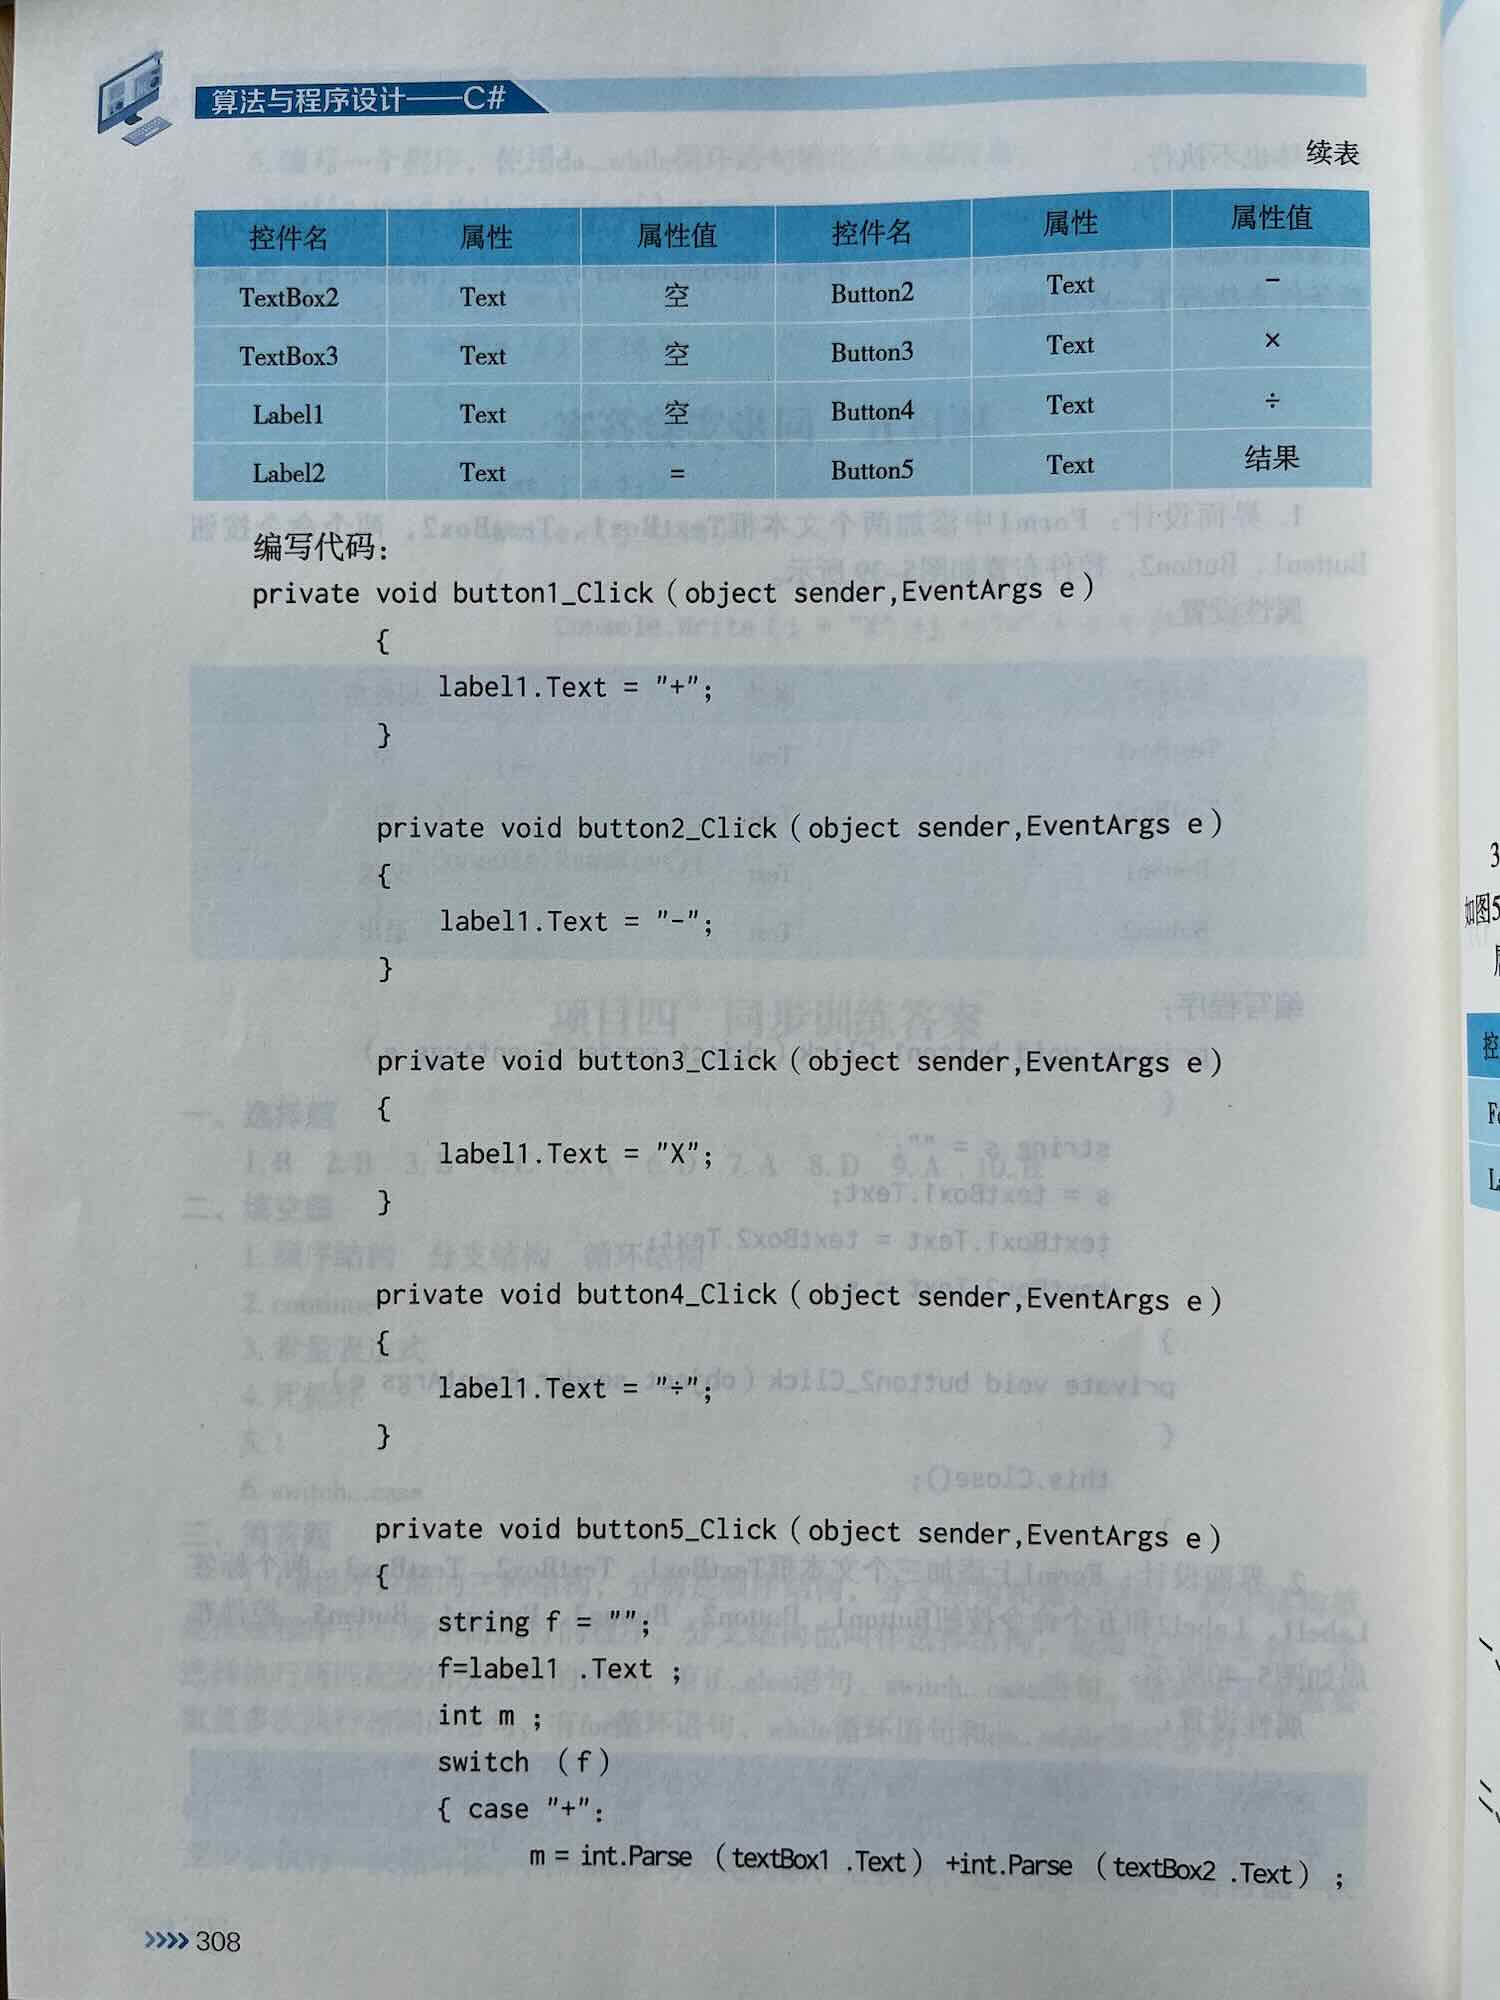 算法与程序设计——C#
续表
控件名 属性 属性值 控件名 属性 属性值
TextBox2 Text 空 Button2 Text −
TextBox3 Text 空 Button3 Text ×
Label1 Text 空 Button4 Text ÷
Label2 Text = Button5 Text 结果
编写代码：
private void button1_Click（object sender,EventArgs e）
{
label1.Text = "+";
}
private void button2_Click（object sender,EventArgs e）
{
label1.Text = "-";
}
private void button3_Click（object sender,EventArgs e）
{
label1.Text = "X";
}
private void button4_Click（object sender,EventArgs e）
{
label1.Text = "÷";
}
private void button5_Click（object sender,EventArgs e）
{
string f = "";
f=label1 .Text ;
int m ;
switch （f）
{ case "+":
m = int.Parse （textBox1 .Text） +int.Parse （textBox2 .Text） ;
308